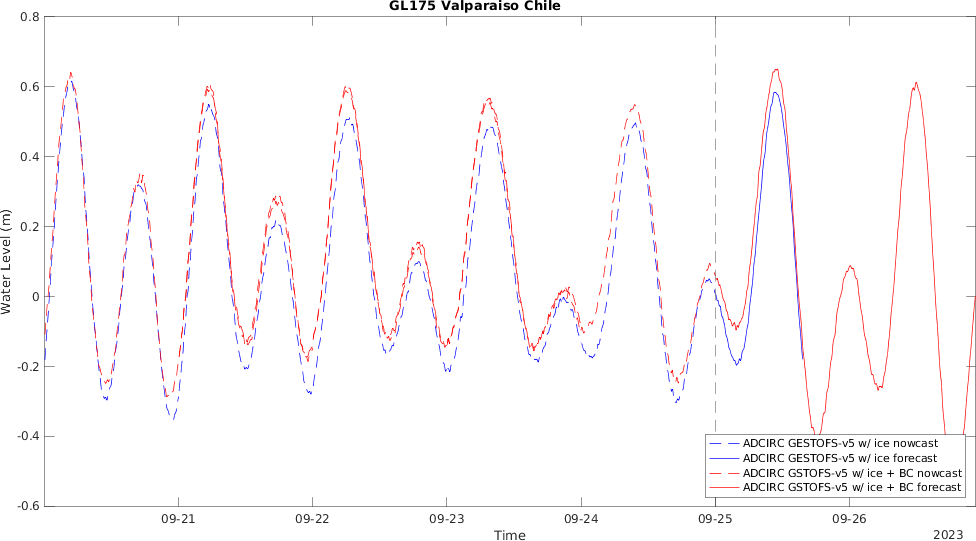 GL175 Valparaiso Chile
0.8
0.6
0.4
0.2
0
-0.2
-0.4
-0.6
Water Level (m)
ADCIRC GESTOFS-v5 w/ ice nowcast
ADCIRC GESTOFS-v5 w/ ice forecast
ADCIRC GSTOFS-v5 w/ ice + BC nowcast
ADCIRC GSTOFS-v5 w/ ice + BC forecast
09-21 09-22 09-23 09-24 09-25 09-26
Time
2023